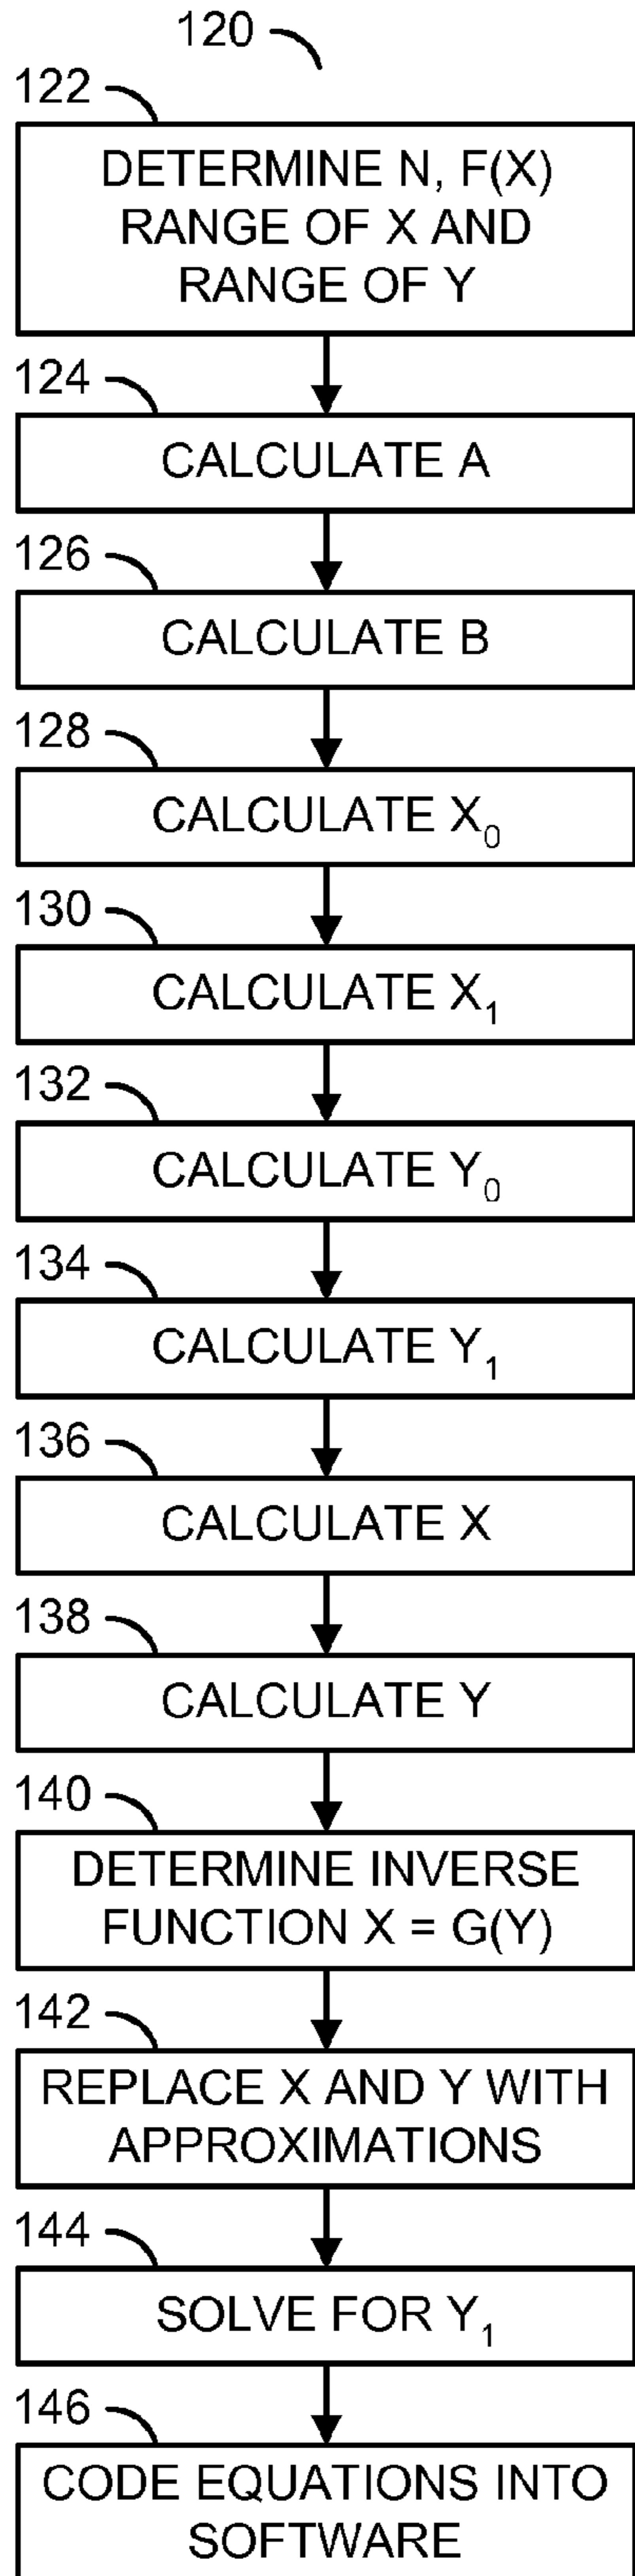 120
122
DETERMINE N, F(X)
RANGE OF X AND
RANGE OF Y
124
CALCULATE A
126
CALCULATE B
128
CALCULATE X₀
130
CALCULATE X₁
132
CALCULATE Y₀
134
CALCULATE Y₁
136
CALCULATE X
138
CALCULATE Y
140
DETERMINE INVERSE
FUNCTION X = G(Y)
142
REPLACE X AND Y WITH
APPROXIMATIONS
144
SOLVE FOR Y₁
146
CODE EQUATIONS INTO
SOFTWARE